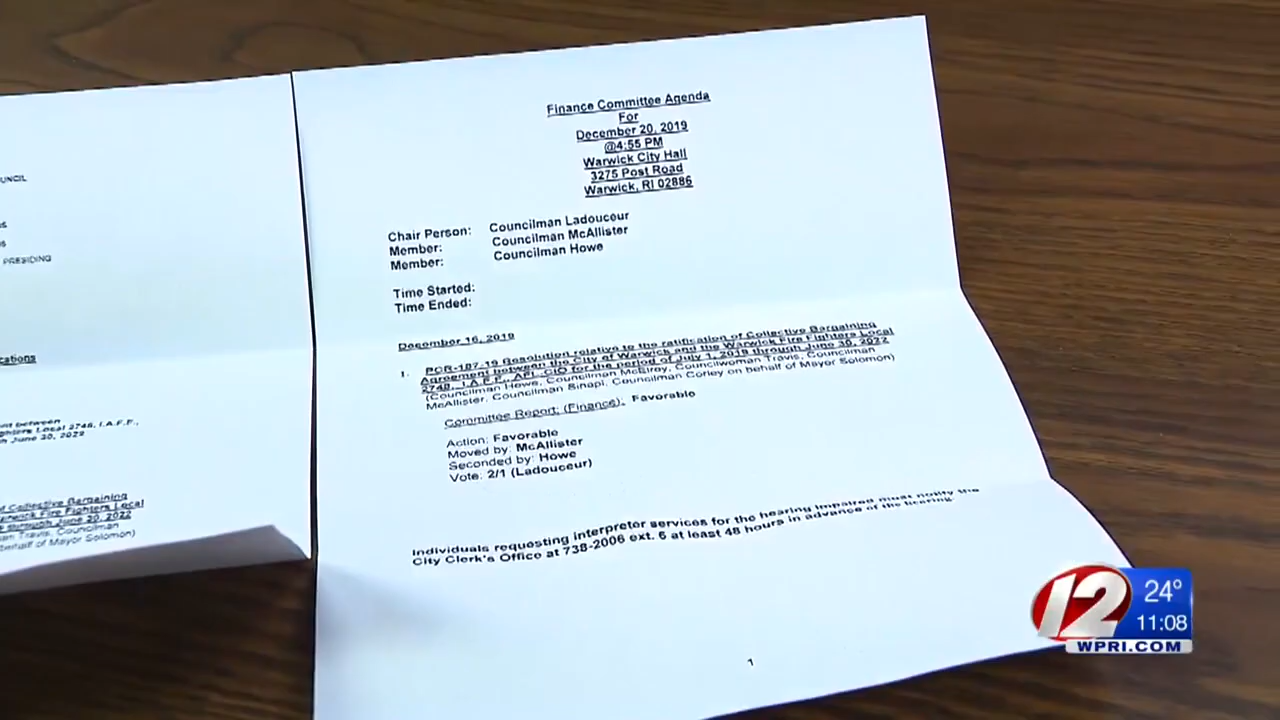 UNCIL
PRESIDING
cations
nt between
ghters Local 2748, I.A.F.F.,
h June 30, 2022
Collective Bargaining
Fire Fighters Local
through June 30, 2022
Travis, Councilman
behalf of Mayor Solomon)
Finance Committee Agenda
For
December 20, 2019
@4:55 PM
Warwick City Hall
3275 Post Road
Warwick, RI 02886
Chair Person: Councilman Ladouceur
Member: Councilman McAllister
Member: Councilman Howe
Time Started:
Time Ended:
December 16, 2019
1. PCR-187-19 Resolution relative to the ratification of Collective Bargaining
Agreement between the City of Warwick and the Warwick Fire Fighters Local
2748, I.A.F.F., AFL-CIO for the period of July 1, 2019 through June 30, 2022
(Councilman Howe, Councilman McElroy, Councilwoman Travis, Councilman
McAllister, Councilman Sinapi, Councilman Corley on behalf of Mayor Solomon)
Committee Report: (Finance): Favorable
Action: Favorable
Moved by: McAllister
Seconded by: Howe
Vote: 2/1 (Ladouceur)
Individuals requesting interpreter services for the hearing impaired must notify the
City Clerk's Office at 738-2006 ext. 6 at least 48 hours in advance of the hearing.
1
12
24°
11:08
WPRI.COM